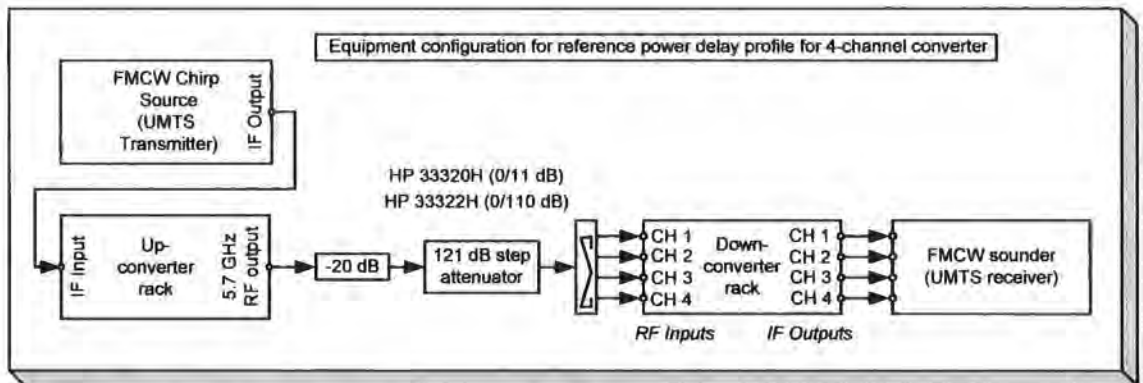 Equipment configuration for reference power delay profile for 4-channel converter
FMCW Chirp
Source
(UMTS
Transmitter)
IF Output
HP 33320H (0/11 dB)
HP 33322H (0/110 dB)
IF Input
Up-
converter
rack
5.7 GHz
RF output
-20 dB
121 dB step
attenuator
CH 1
CH 2
CH 3
CH 4
Down-
converter
rack
CH 1
CH 2
CH 3
CH 4
FMCW sounder
(UMTS receiver)
RF Inputs
IF Outputs